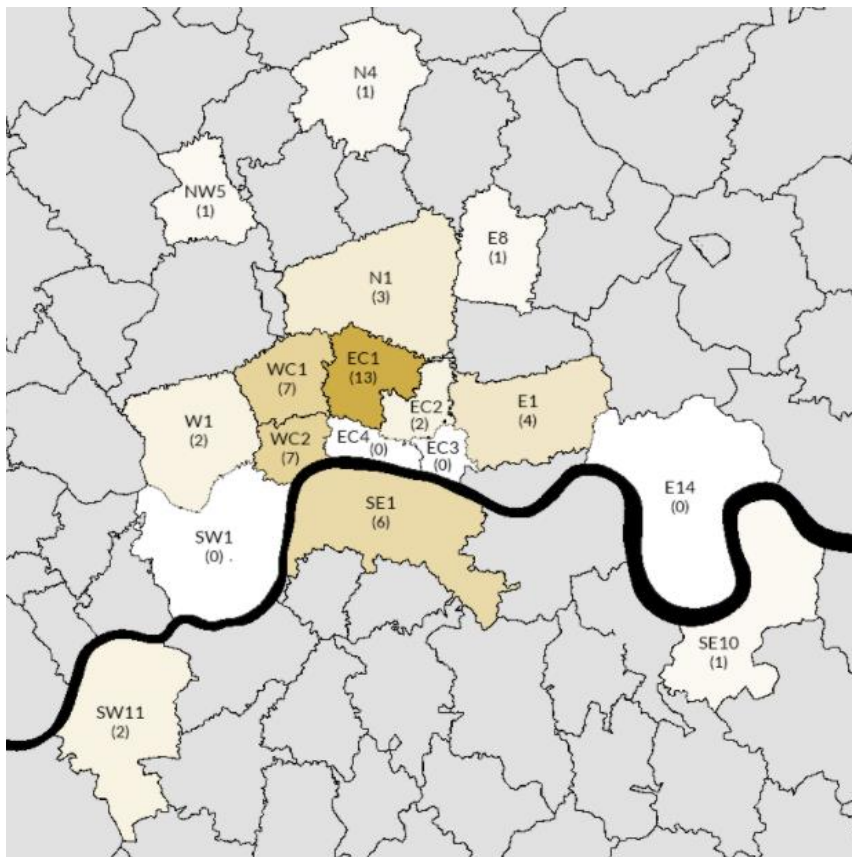 N4
(1)
NW5
(1)
E8
(1)
N1
(3)
WC1
(7)
EC1
(13)
EC2
(2)
E1
(4)
W1
(2)
WC2
(7)
EC4
(0)
EC3
(0)
SE1
(6)
E14
(0)
SW1
(0)
SE10
(1)
SW11
(2)